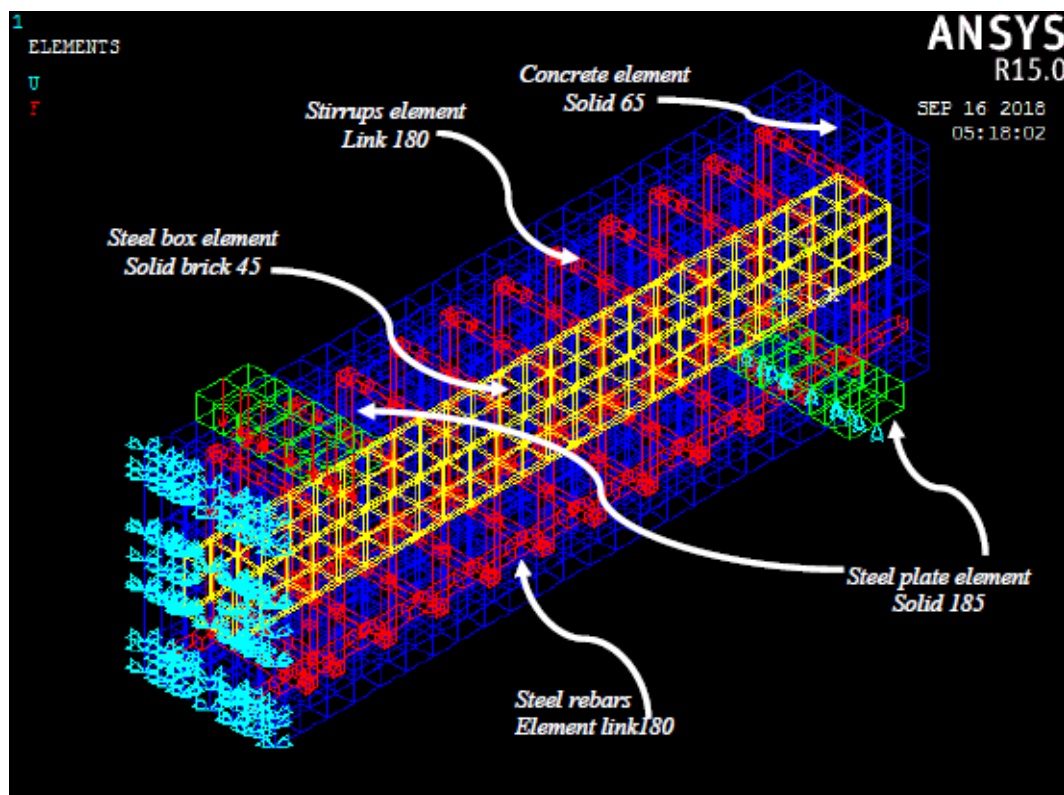 1
ELEMENTS
U
F
ANSYS
R15.0
SEP 16 2018
05:18:02
Concrete element
Solid 65
Stirrups element
Link 180
Steel box element
Solid brick 45
Y
X
Steel plate element
Solid 185
Steel rebars
Element link180